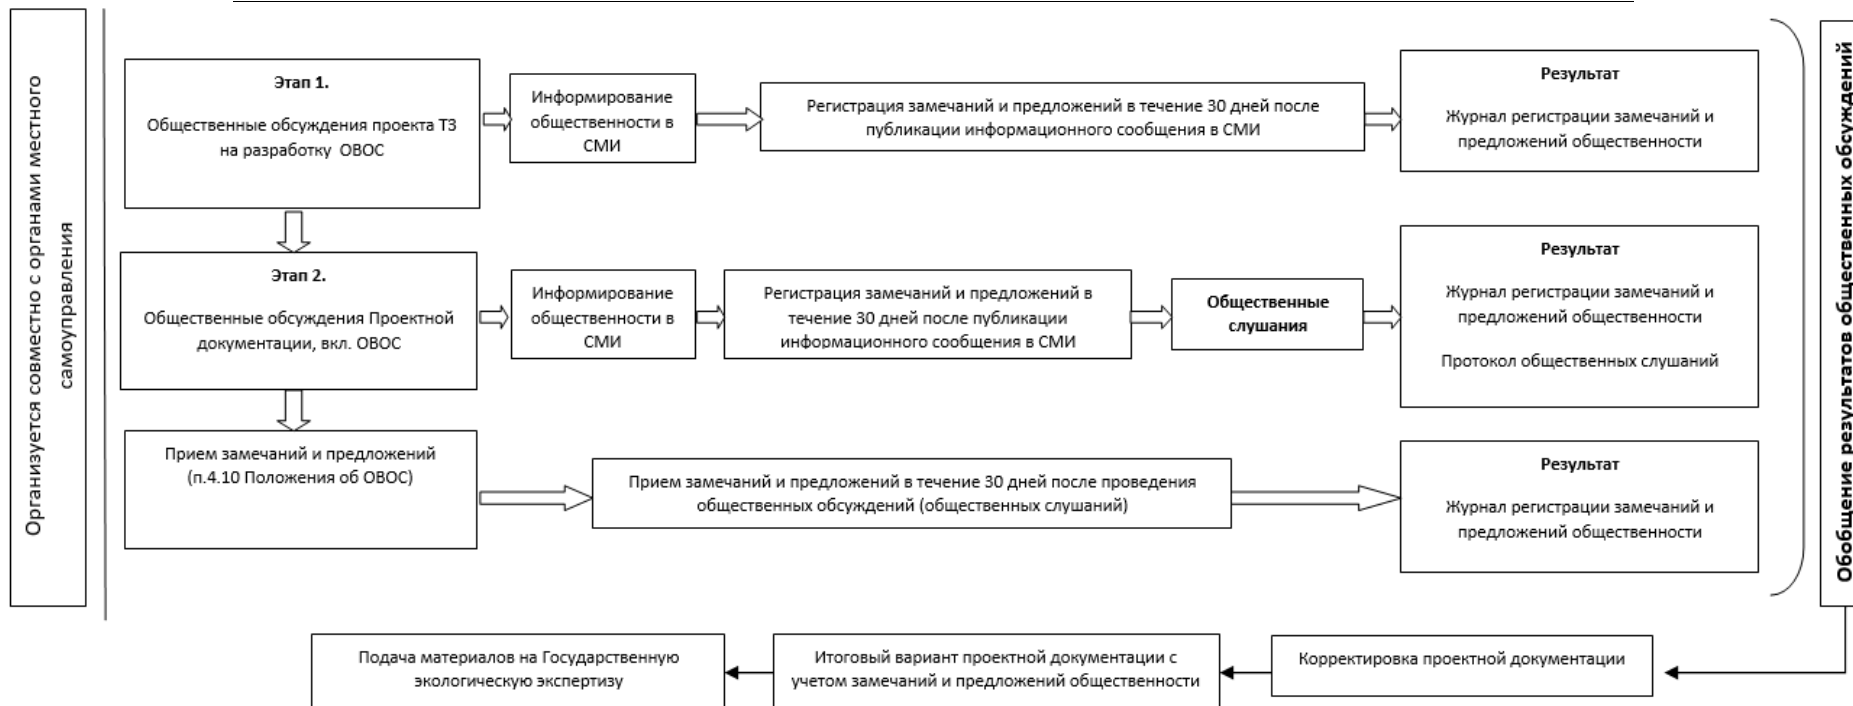 Организуется совместно с органами местного
самоуправления
Этап 1.
Общественные обсуждения проекта ТЗ
на разработку ОВОС
Информирование
общественности в
СМИ
Регистрация замечаний и предложений в течение 30 дней после
публикации информационного сообщения в СМИ
Результат
Журнал регистрации замечаний и
предложений общественности
Этап 2.
Общественные обсуждения Проектной
документации, вкл. ОВОС
Информирование
общественности в
СМИ
Регистрация замечаний и предложений в
течение 30 дней после публикации
информационного сообщения в СМИ
Общественные
слушания
Результат
Журнал регистрации замечаний и
предложений общественности
Протокол общественных слушаний
Прием замечаний и предложений
(п.4.10 Положения об ОВОС)
Прием замечаний и предложений в течение 30 дней после проведения
общественных обсуждений (общественных слушаний)
Результат
Журнал регистрации замечаний и
предложений общественности
Обобщение результатов общественных обсуждений
Корректировка проектной документации
Итоговый вариант проектной документации с
учетом замечаний и предложений общественности
Подача материалов на Государственную
экологическую экспертизу